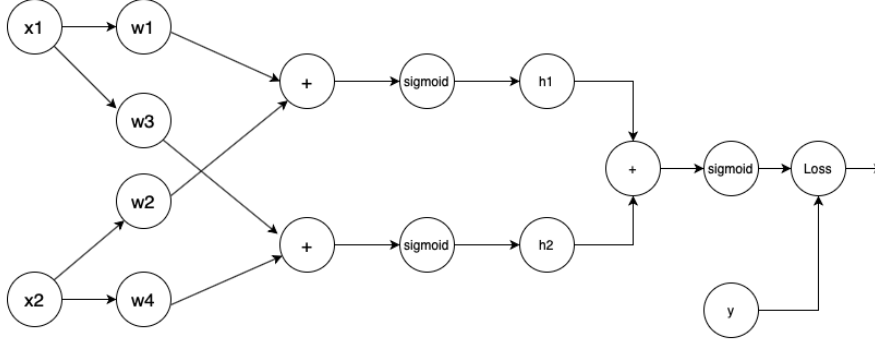 x1
w1
w3
w2
x2
w4
+
sigmoid
h1
+
sigmoid
h2
+
sigmoid
Loss
y